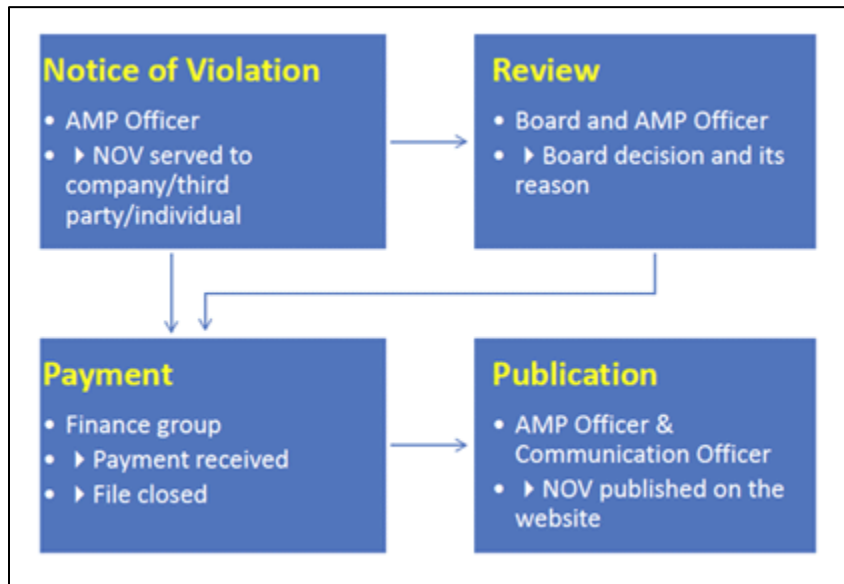 Notice of Violation
• AMP Officer
• ▶ NOV served to
company/third
party/individual
Review
• Board and AMP Officer
• ▶ Board decision and its
reason
Payment
• Finance group
• ▶ Payment received
• ▶ File closed
Publication
• AMP Officer &
Communication Officer
• ▶ NOV published on the
website